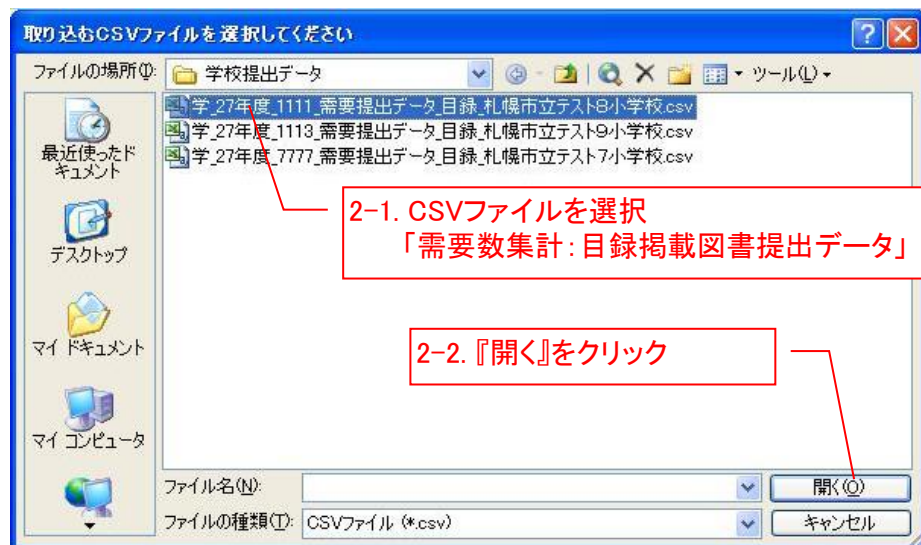 取り込むCSVファイルを選択してください
ファイルの場所(I):
学校提出データ
ツール(L)
学_27年度_1111_需要提出データ_目録_札幌市立テスト8小学校.csv
学_27年度_1113_需要提出データ_目録_札幌市立テスト9小学校.csv
学_27年度_7777_需要提出データ_目録_札幌市立テスト7小学校.csv
最近使ったド
キュメント
デスクトップ
マイ ドキュメント
マイ コンピュータ
2-1. CSVファイルを選択
「需要数集計:目録掲載図書提出データ」
2-2.『開く』をクリック
ファイル名(N):
開く(O)
ファイルの種類(T):
CSVファイル (*.csv)
キャンセル